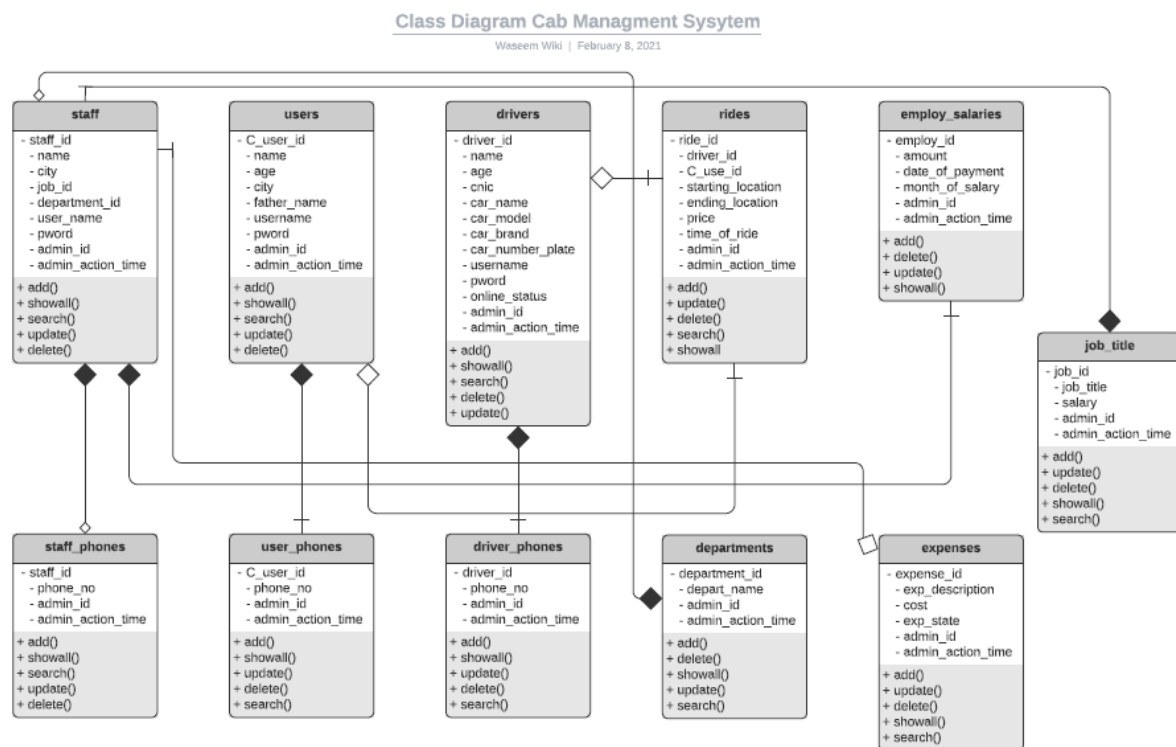 Class Diagram Cab Managment Sysytem
Waseem Wiki | February 8, 2021
staff
- staff_id
- name
- city
- job_id
- department_id
- user_name
- pword
- admin_id
- admin_action_time
+ add()
+ showall()
+ search()
+ update()
+ delete()
users
- C_user_id
- name
- age
- city
- father_name
- username
- pword
- admin_id
- admin_action_time
+ add()
+ showall()
+ search()
+ update()
+ delete()
drivers
- driver_id
- name
- age
- cnic
- car_name
- car_model
- car_brand
- car_number_plate
- username
- pword
- online_status
- admin_id
- admin_action_time
+ add()
+ showall()
+ search()
+ delete()
+ update()
rides
- ride_id
- driver_id
- C_use_id
- starting_location
- ending_location
- price
- time_of_ride
- admin_id
- admin_action_time
+ add()
+ update()
+ delete()
+ search()
+ showall
employ_salaries
- employ_id
- amount
- date_of_payment
- month_of_salary
- admin_id
- admin_action_time
+ add()
+ delete()
+ update()
+ showall()
job_title
- job_id
- job_title
- salary
- admin_id
- admin_action_time
+ add()
+ update()
+ delete()
+ showall()
+ search()
staff_phones
- staff_id
- phone_no
- admin_id
- admin_action_time
+ add()
+ showall()
+ search()
+ update()
+ delete()
user_phones
- C_user_id
- phone_no
- admin_id
- admin_action_time
+ add()
+ showall()
+ update()
+ delete()
+ search()
driver_phones
- driver_id
- phone_no
- admin_id
- admin_action_time
+ add()
+ showall()
+ update()
+ delete()
+ search()
departments
- department_id
- depart_name
- admin_id
- admin_action_time
+ add()
+ delete()
+ showall()
+ update()
+ search()
expenses
- expense_id
- exp_description
- cost
- exp_state
- admin_id
- admin_action_time
+ add()
+ update()
+ delete()
+ showall()
+ search()